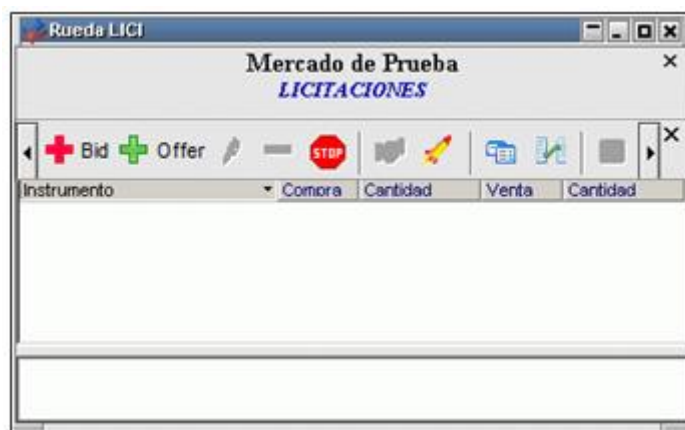 Rueda LICI
Mercado de Prueba
LICITACIONES
Bid Offer STOP
Instrumento Compra Cantidad Venta Cantidad